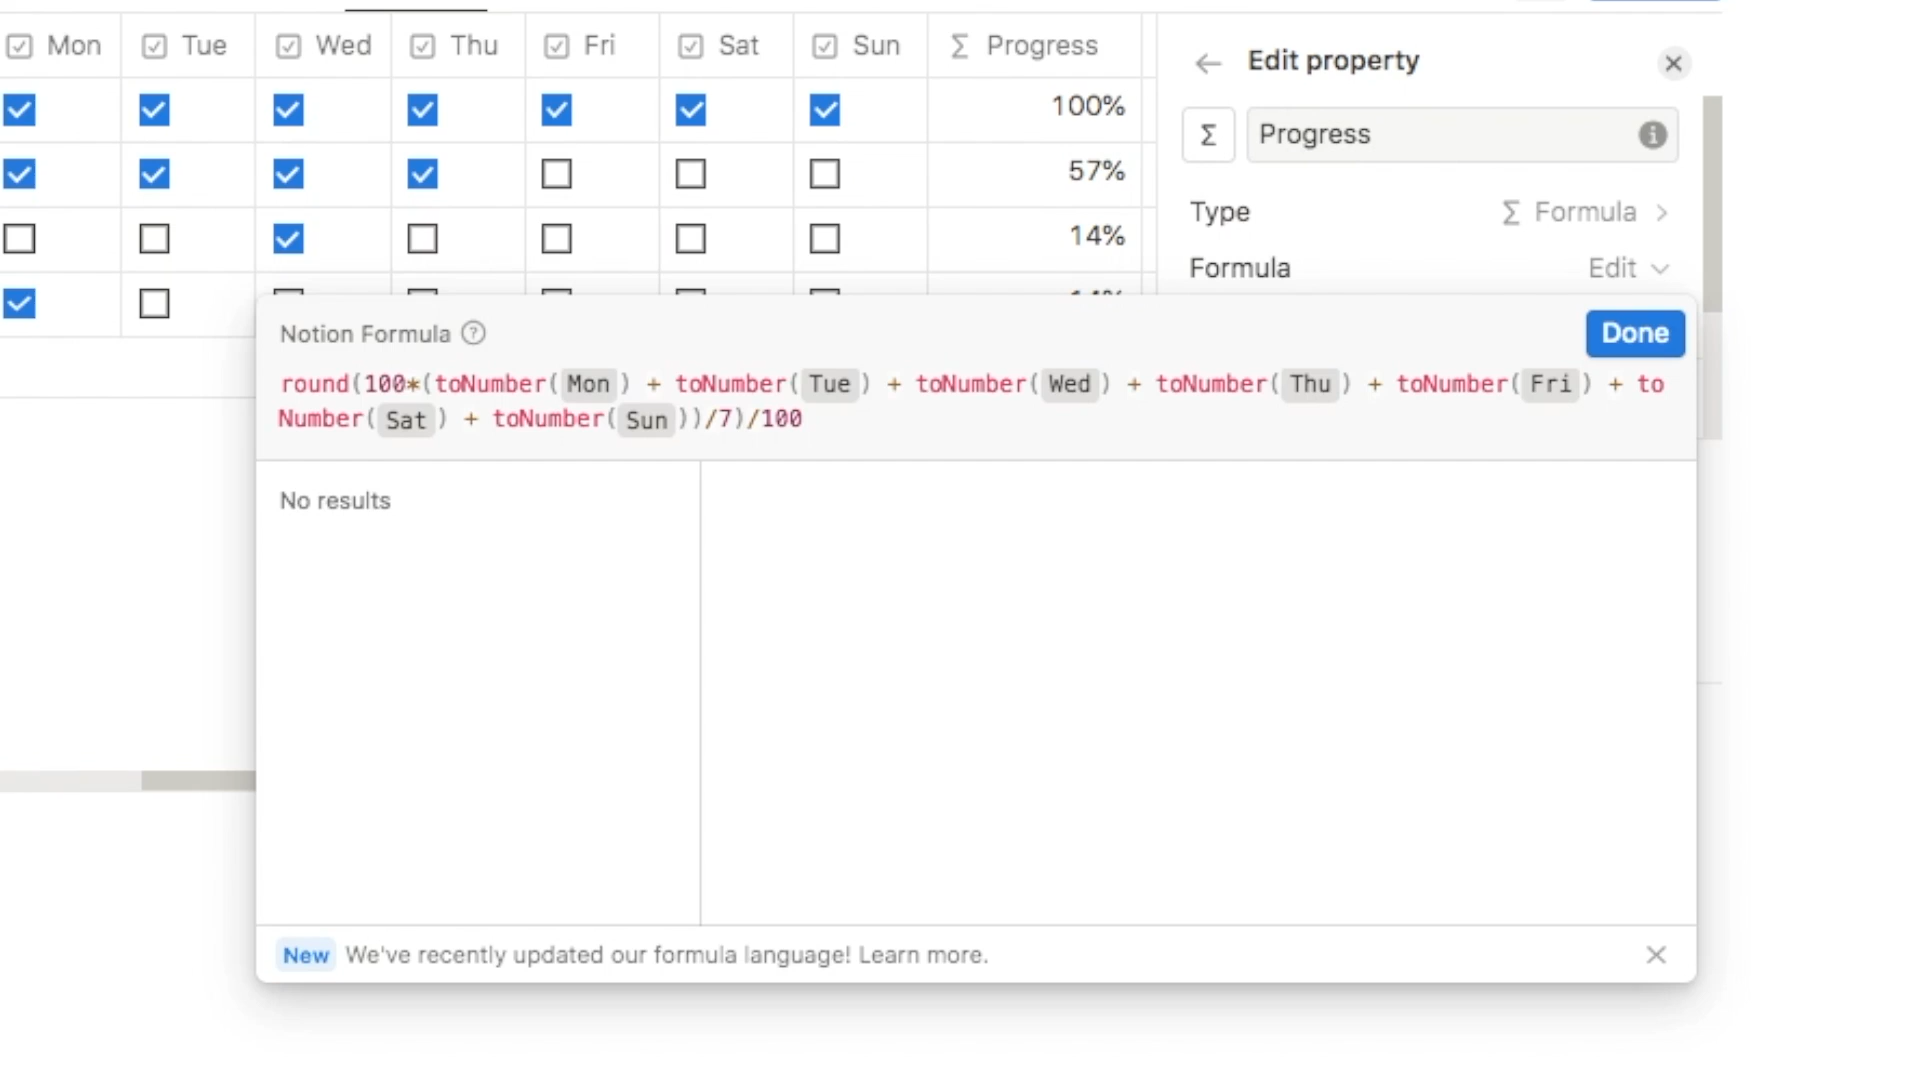 Mon Tue Wed Thu Fri Sat Sun Σ Progress
100%
57%
14%
Edit property
Σ Progress
Type Σ Formula
Formula Edit
Notion Formula
Done
round(100*(toNumber( Mon ) + toNumber( Tue ) + toNumber( Wed ) + toNumber( Thu ) + toNumber( Fri ) + to
Number( Sat ) + toNumber( Sun ))/7)/100
No results
New We've recently updated our formula language! Learn more.